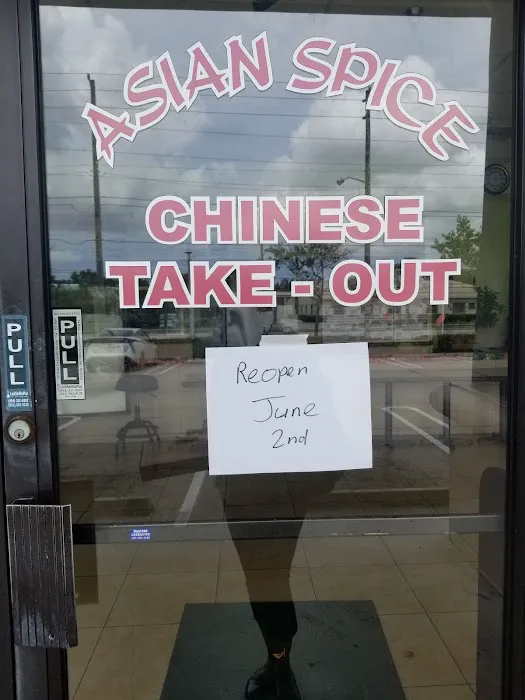 ASIAN SPICE
CHINESE
TAKE - OUT
PULL
PULL
Reopen
June
2nd